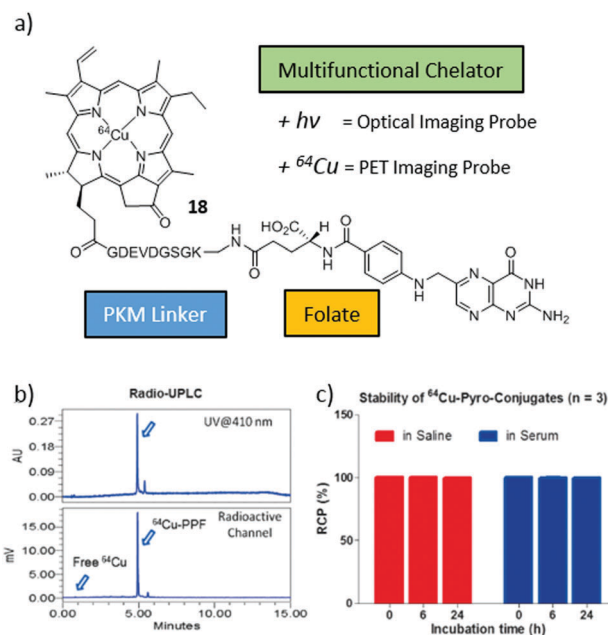 a)
Multifunctional Chelator
+ hν = Optical Imaging Probe
+ ⁶⁴Cu = PET Imaging Probe
N
N
⁶⁴Cu
N
N
O
18
HO₂C
O
O
GDEVDGSGK
H
N
O
H
N
H
N
N
N
O
NH
N
NH₂
PKM Linker
Folate
b)
Radio-UPLC
UV@410 nm
AU
0.27
0.18
0.09
0.00
Radioactive
Channel
⁶⁴Cu-PPF
Free ⁶⁴Cu
mV
15.00
10.00
5.00
0.00
0.00 5.00 10.00 15.00
Minutes
c)
Stability of ⁶⁴Cu-Pyro-Conjugates (n = 3)
in Saline
in Serum
RCP (%)
150
100
50
0
0 6 24 0 6 24
Incubation time (h)